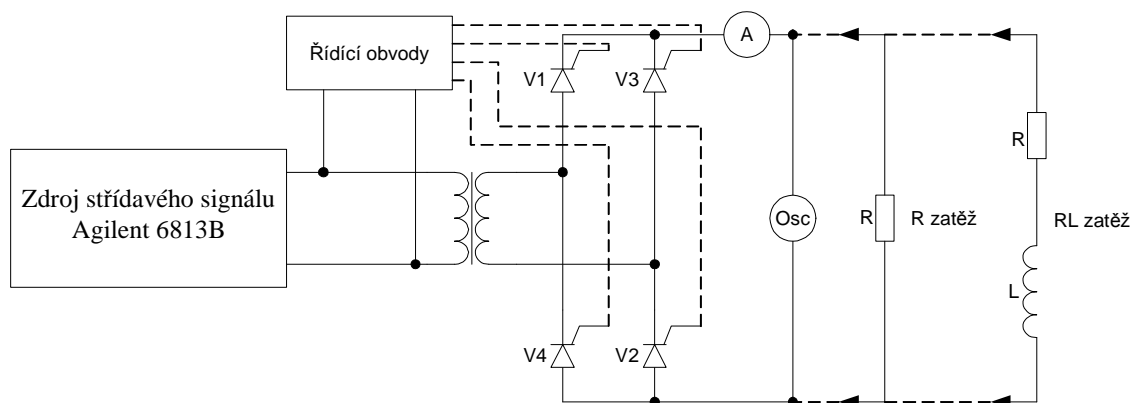 Řídící obvody
A
V1
V3
R
Zdroj střídavého signálu
Agilent 6813B
Osc
R
R zatěž
RL zatěž
L
V4
V2